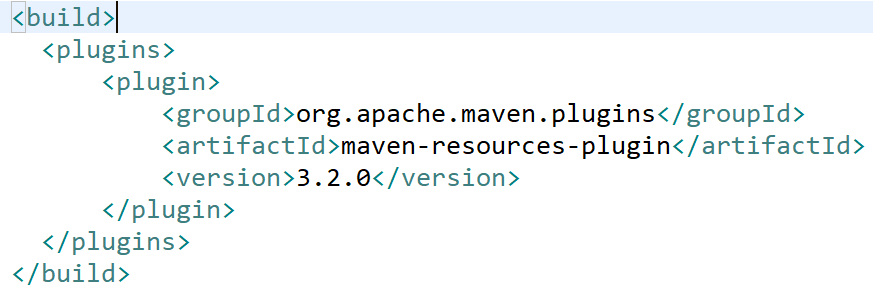 <build>
<plugins>
<plugin>
<groupId>org.apache.maven.plugins</groupId>
<artifactId>maven-resources-plugin</artifactId>
<version>3.2.0</version>
</plugin>
</plugins>
</build>